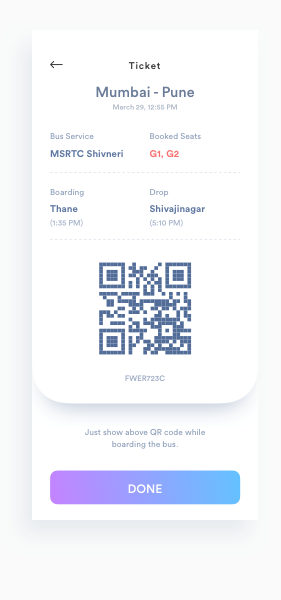 Ticket
Mumbai - Pune
March 29, 12:55 PM
Bus Service
Booked Seats
MSRTC Shivneri
G1, G2
Boarding
Drop
Thane
Shivajinagar
(1:35 PM)
(5:10 PM)
FWER723C
Just show above QR code while
boarding the bus.
DONE